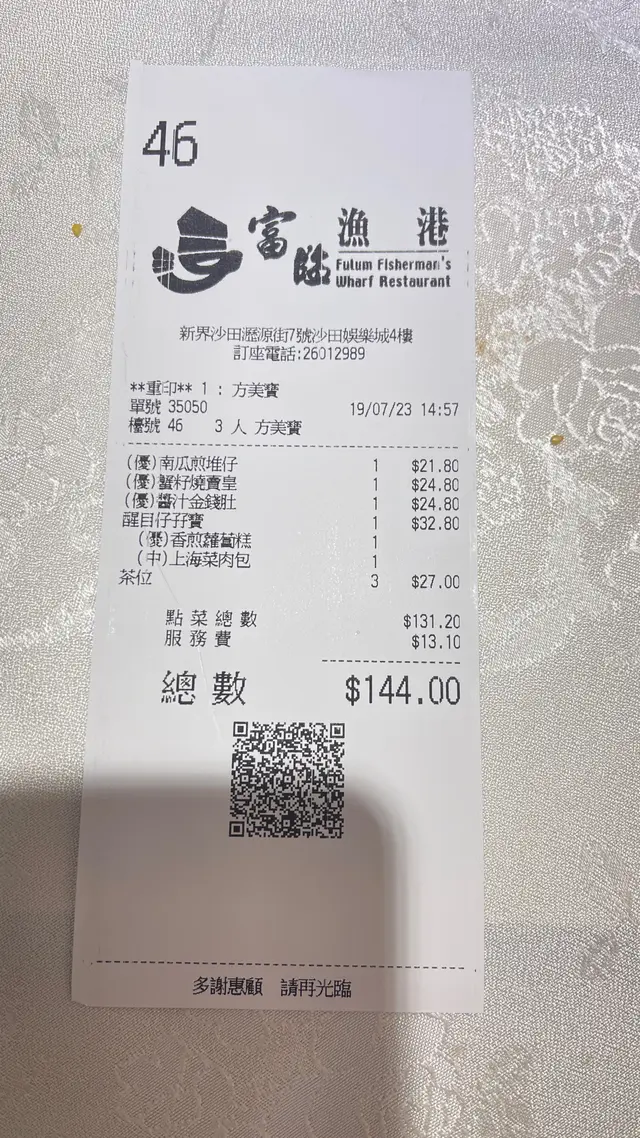 46
富臨 漁港
Fulum Fisherman's
Wharf Restaurant
新界沙田瀝源街7號沙田娛樂城4樓
訂座電話:26012989
**重印** 1 : 方美寶
單號 35050 19/07/23 14:57
檯號 46 3 人 方美寶
(優)南瓜煎堆仔 1 $21.80
(優)蟹籽燒賣皇 1 $24.80
(優)醬汁金錢肚 1 $24.80
醒目仔孖寶 1 $32.80
(優)香煎蘿蔔糕 1
(中)上海菜肉包 1
茶位 3 $27.00
點菜總數 $131.20
服務費 $13.10
總數 $144.00
多謝惠顧 請再光臨